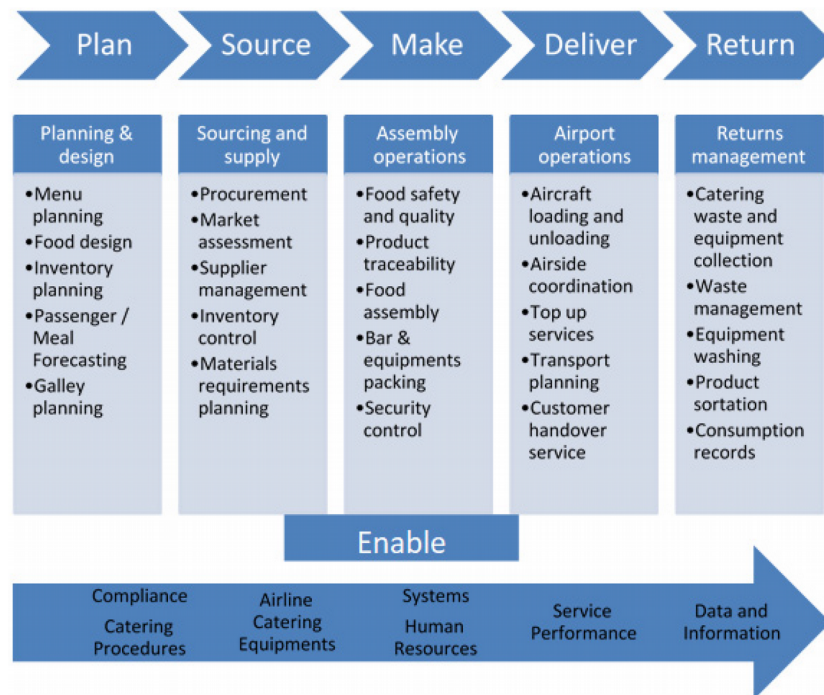 Plan
Source
Make
Deliver
Return
Planning &
design
•Menu
planning
•Food design
•Inventory
planning
•Passenger /
Meal
Forecasting
•Galley
planning
Sourcing and
supply
•Procurement
•Market
assessment
•Supplier
management
•Inventory
control
•Materials
requirements
planning
Assembly
operations
•Food safety
and quality
•Product
traceability
•Food
assembly
•Bar &
equipments
packing
•Security
control
Airport
operations
•Aircraft
loading and
unloading
•Airside
coordination
•Top up
services
•Transport
planning
•Customer
handover
service
Returns
management
•Catering
waste and
equipment
collection
•Waste
management
•Equipment
washing
•Product
sortation
•Consumption
records
Enable
Compliance
Catering
Procedures
Airline
Catering
Equipments
Systems
Human
Resources
Service
Performance
Data and
Information